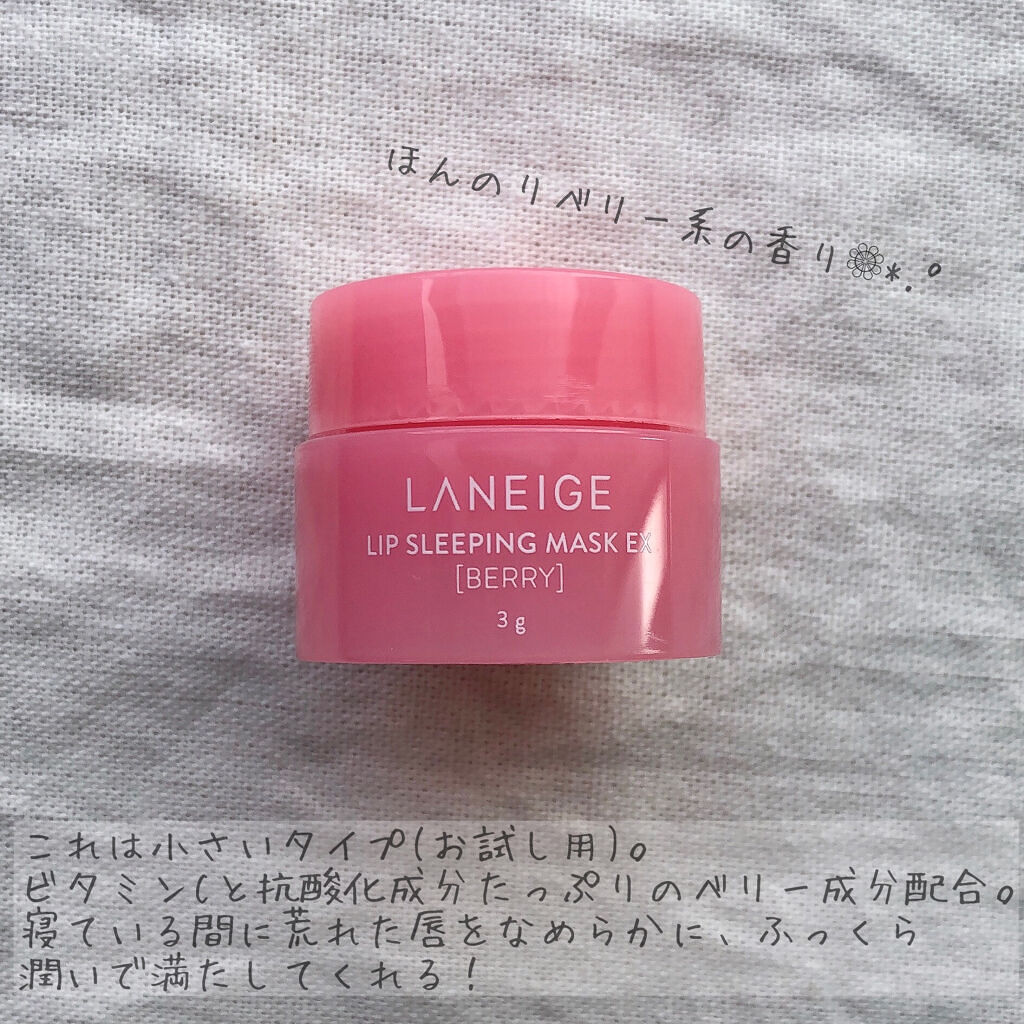 ほんのりベリー系の香り❁*.°
LANEIGE
LIP SLEEPING MASK EX
[BERRY]
3g
これは小さいタイプ(お試し用)。
ビタミンCと抗酸化成分たっぷりのベリー成分配合。
寝ている間に荒れた唇をなめらかに、ふっくら
潤いで満たしてくれる！